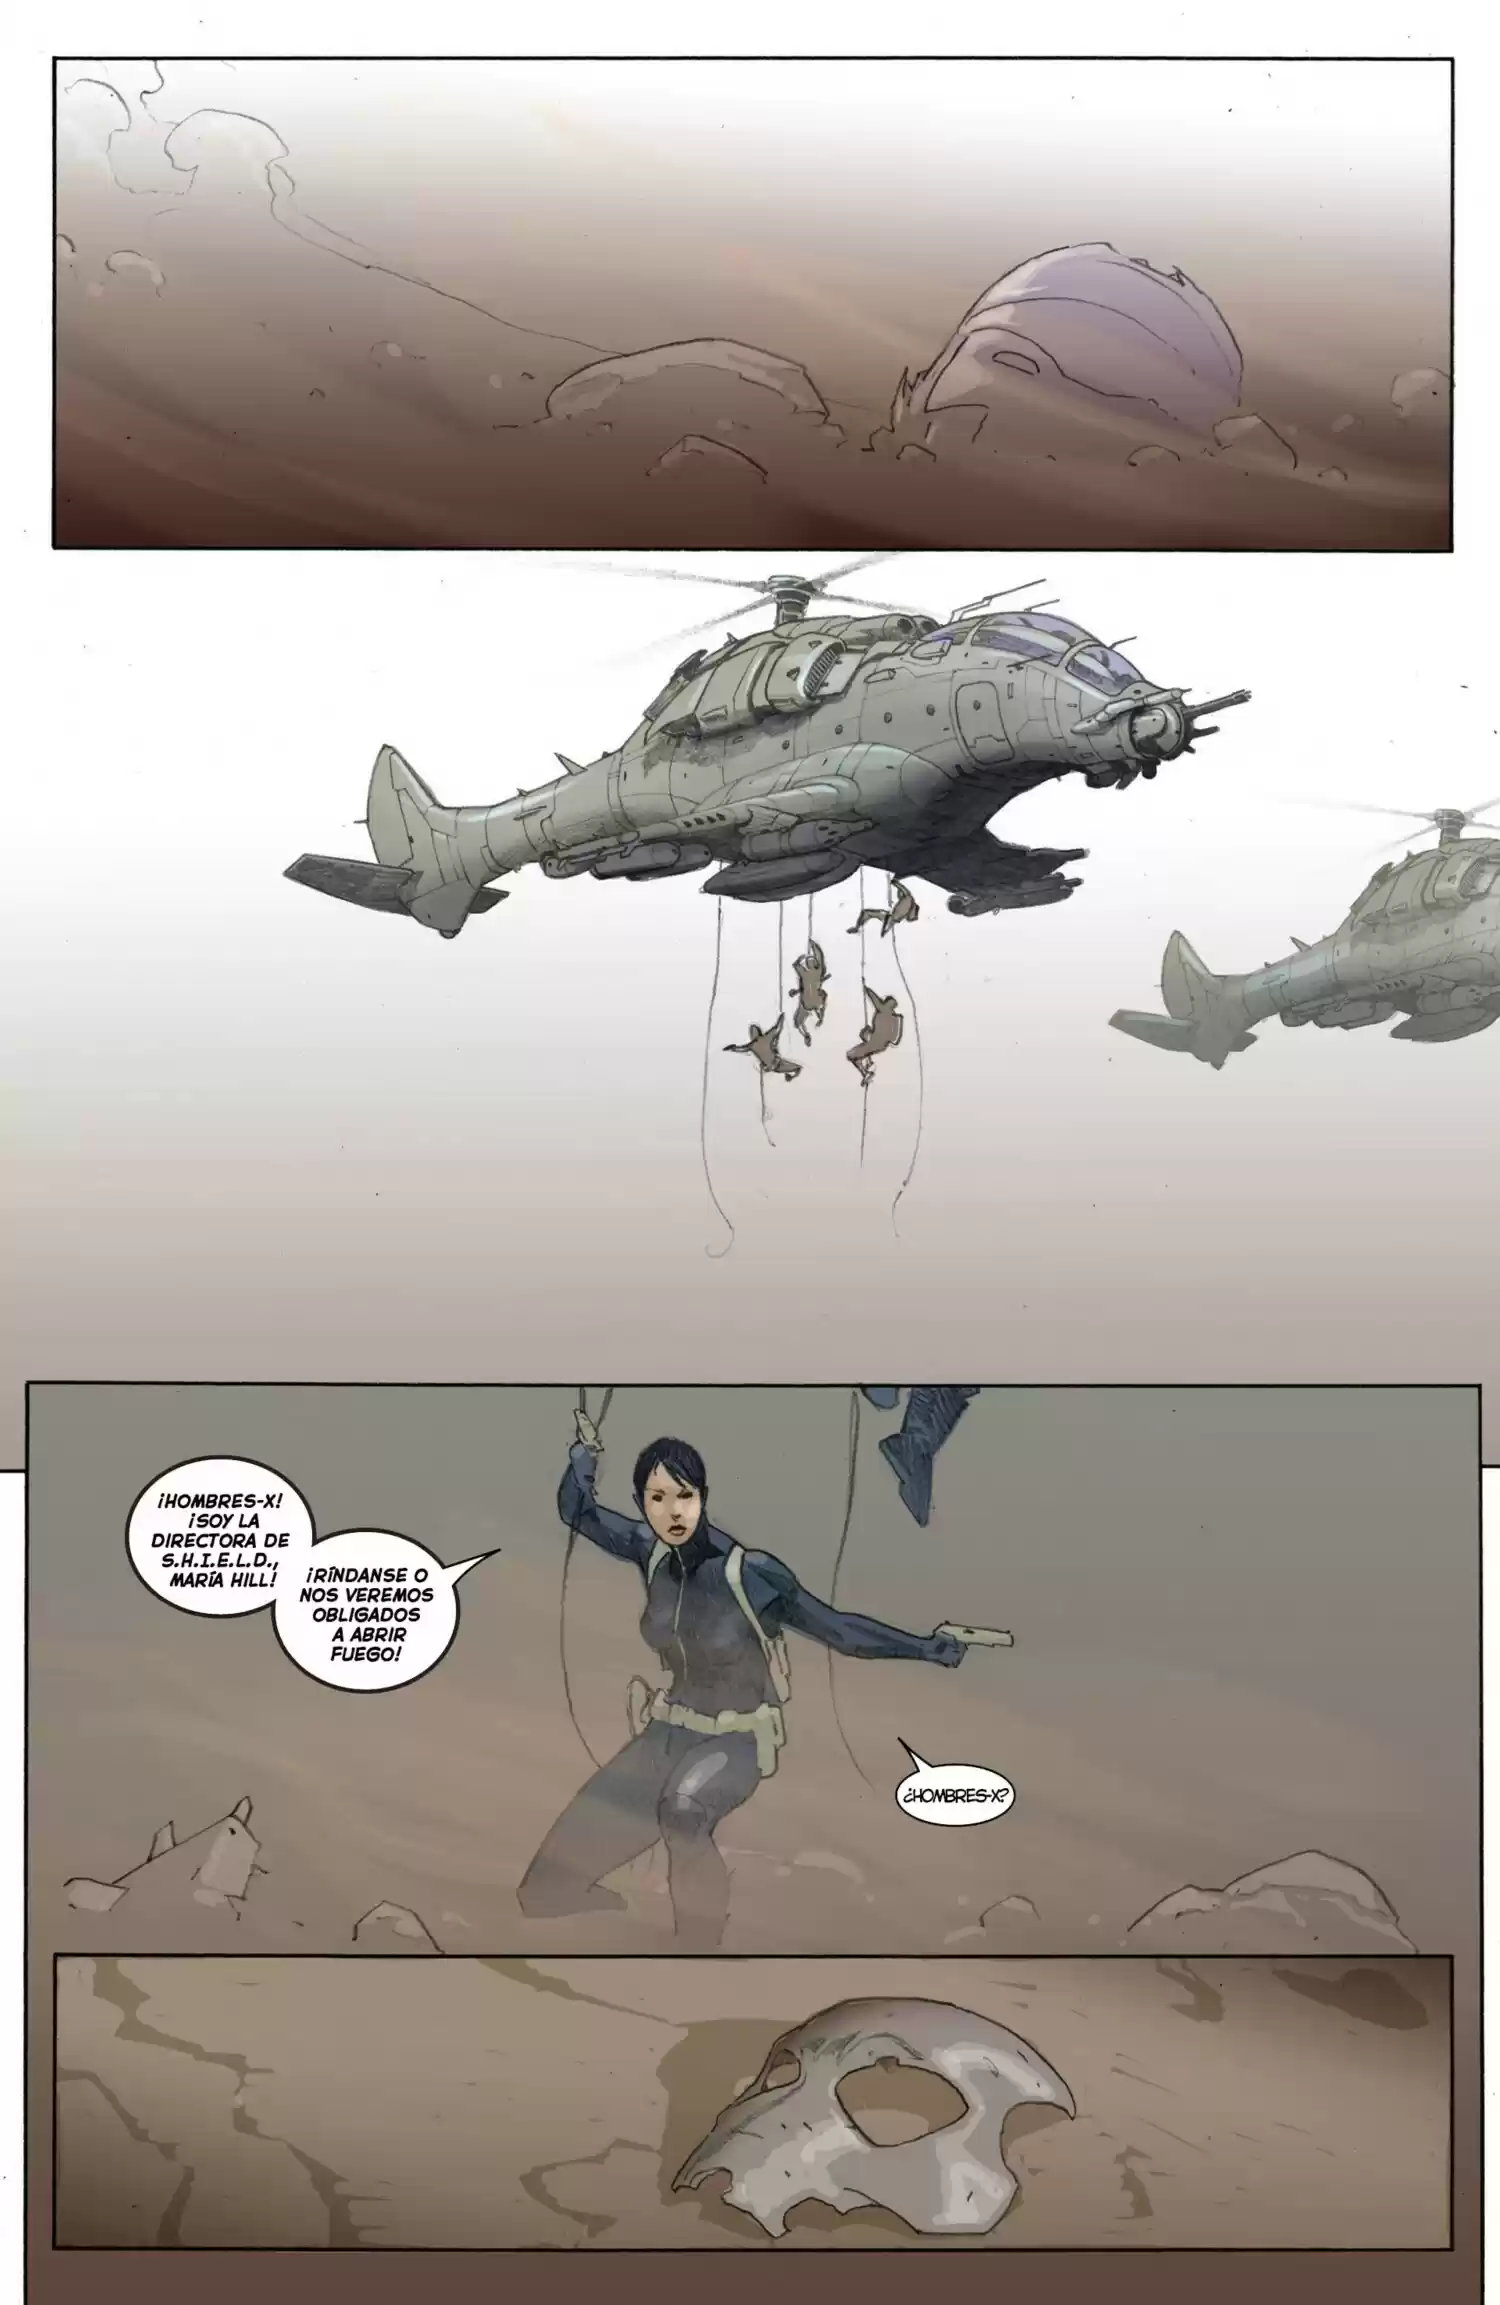 ¡HOMBRES-X!
¡SOY LA
DIRECTORA DE
S.H.I.E.L.D.,
MARÍA HILL!
¡RÍNDANSE O
NOS VEREMOS
OBLIGADOS
A ABRIR
FUEGO!
¿HOMBRES-X?